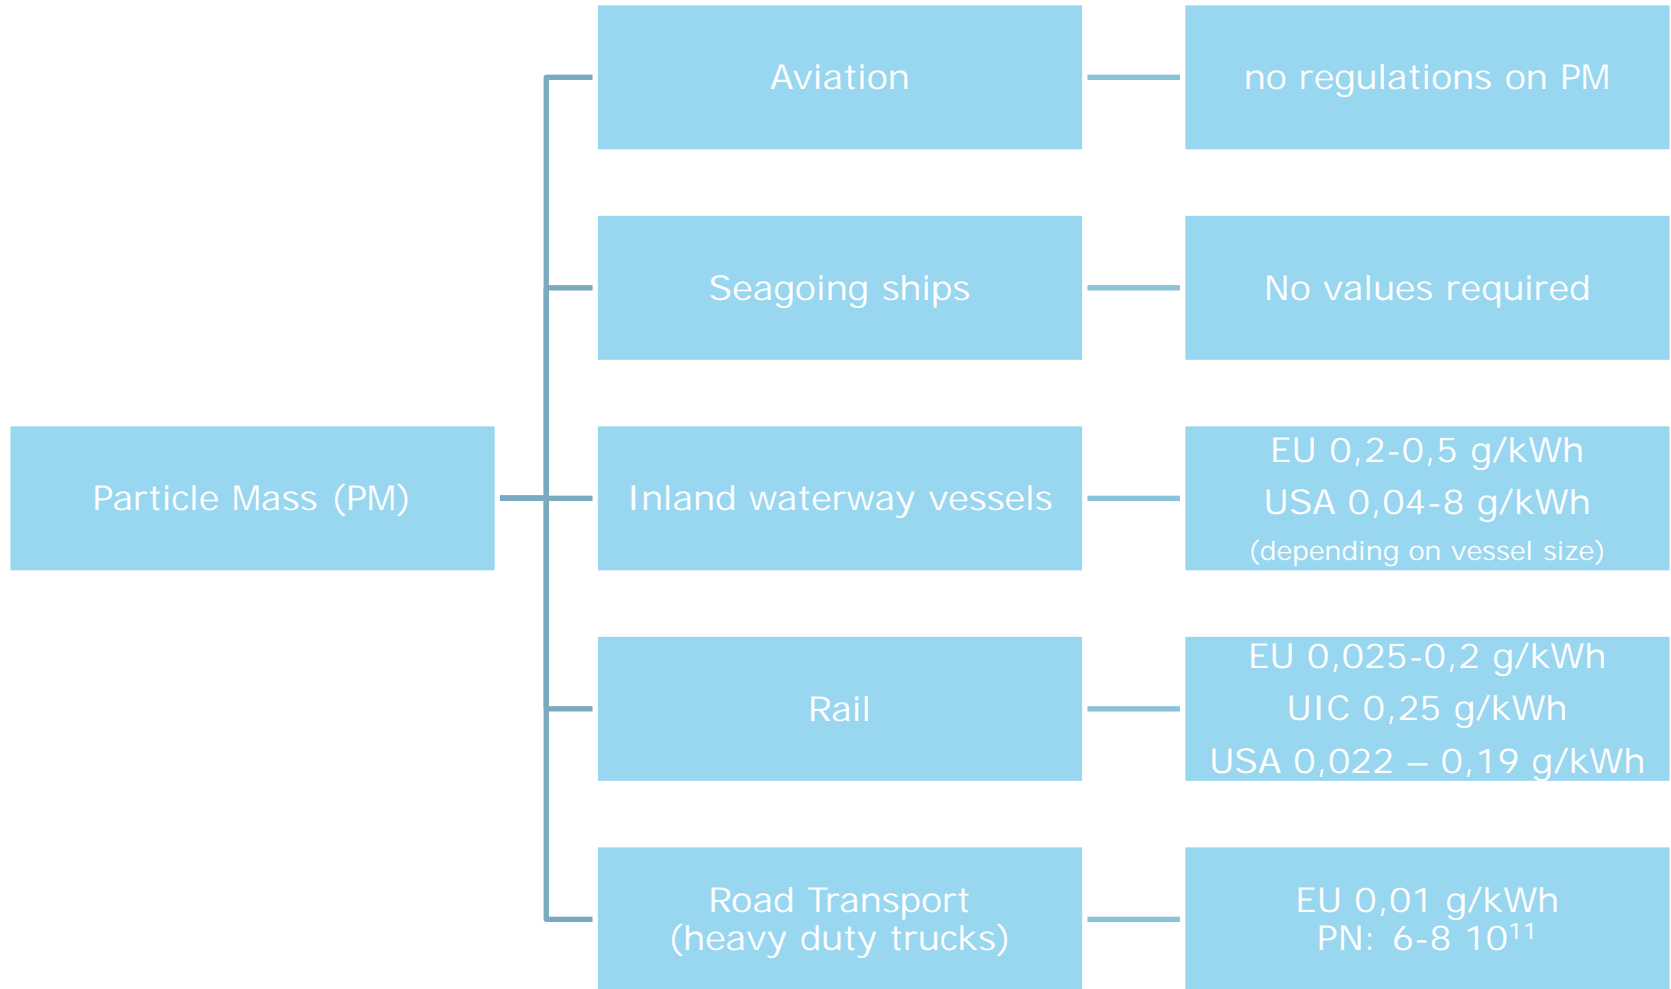 Particle Mass (PM)
Aviation
no regulations on PM
Seagoing ships
No values required
Inland waterway vessels
EU 0,2-0,5 g/kWh
USA 0,04-8 g/kWh
(depending on vessel size)
Rail
EU 0,025-0,2 g/kWh
UIC 0,25 g/kWh
USA 0,022 – 0,19 g/kWh
Road Transport
(heavy duty trucks)
EU 0,01 g/kWh
PN: 6-8 10¹¹